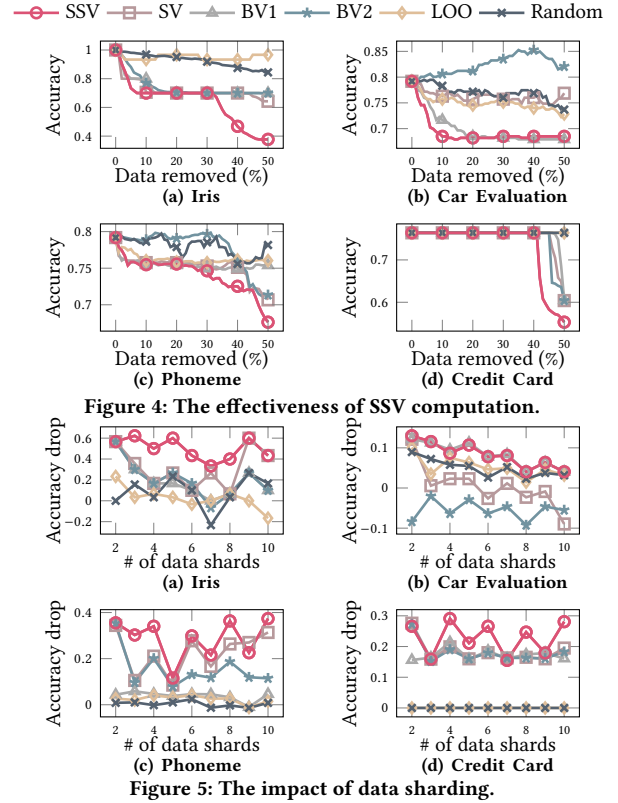 SSV SV BV1 BV2 LOO Random
Accuracy
1
0.8
0.6
0.4
0 10 20 30 40 50
Data removed (%)
(a) Iris
Accuracy
0.85
0.8
0.75
0.7
0 10 20 30 40 50
Data removed (%)
(b) Car Evaluation
Accuracy
0.8
0.75
0.7
0 10 20 30 40 50
Data removed (%)
(c) Phoneme
Accuracy
0.7
0.6
0 10 20 30 40 50
Data removed (%)
(d) Credit Card
Figure 4: The effectiveness of SSV computation.
Accuracy drop
0.6
0.4
0.2
0
−0.2
2 4 6 8 10
# of data shards
(a) Iris
Accuracy drop
0.1
0
−0.1
2 4 6 8 10
# of data shards
(b) Car Evaluation
Accuracy drop
0.4
0.2
0
2 4 6 8 10
# of data shards
(c) Phoneme
Accuracy drop
0.3
0.2
0.1
0
2 4 6 8 10
# of data shards
(d) Credit Card
Figure 5: The impact of data sharding.